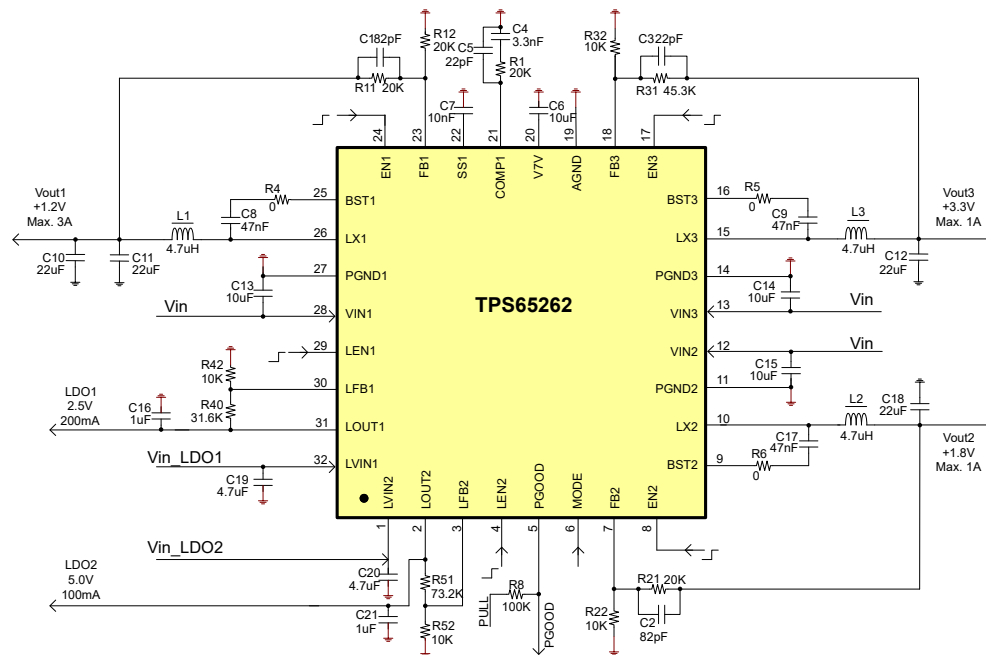 C182pF
R12
20K
C4
3.3nF
C5
22pF
R1
20K
R32
10K
C322pF
R11 20K
R31 45.3K
C7
10nF
C6
10uF
24
23
22
21
20
19
18
17
EN1
FB1
SS1
COMP1
V7V
AGND
FB3
EN3
Vout1
+1.2V
Max. 3A
L1
4.7uH
C10
22uF
C11
22uF
R4
0
C8
47nF
25
BST1
26
LX1
27
PGND1
C13
10uF
Vin
28
VIN1
29
LEN1
R42
10K
30
LFB1
R40
31.6K
LDO1
2.5V
200mA
C16
1uF
31
LOUT1
Vin_LDO1
32
LVIN1
C19
4.7uF
TPS65262
BST3
16
R5
0
C9
47nF
LX3
15
L3
4.7uH
Vout3
+3.3V
Max. 1A
C12
22uF
PGND3
14
C14
10uF
VIN3
13
Vin
VIN2
12
Vin
C15
10uF
PGND2
11
C18
22uF
LX2
10
L2
4.7uH
C17
47nF
Vout2
+1.8V
Max. 1A
BST2
9
R6
0
LVIN2
LOUT2
LFB2
LEN2
PGOOD
MODE
FB2
EN2
1
2
3
4
5
6
7
8
Vin_LDO2
C20
4.7uF
R51
73.2K
LDO2
5.0V
100mA
C21
1uF
R52
10K
PULL
R8
100K
PGOOD
R22
10K
R21 20K
C2
82pF